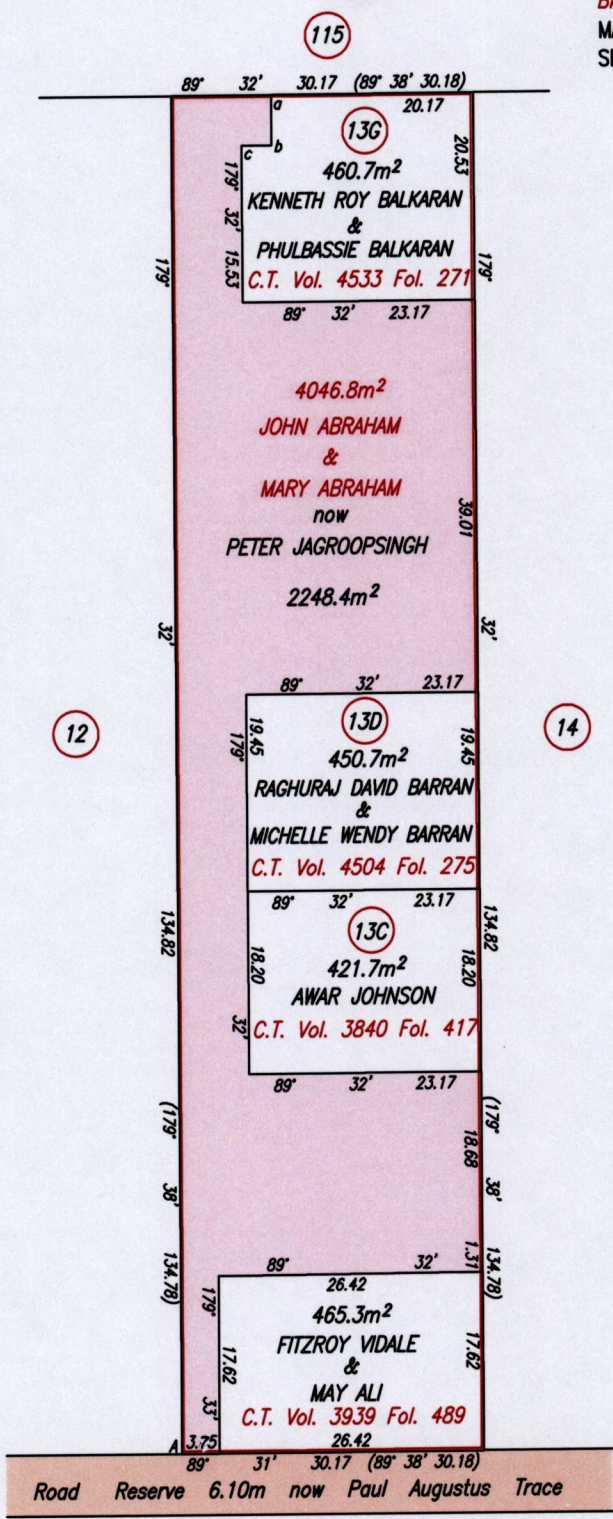 115
89° 32' 30.17 (89° 38' 30.18)
a 20.17
13G
c b
20.53
460.7m²
179° 32' 15.53
KENNETH ROY BALKARAN
&
PHULBASSIE BALKARAN
C.T. Vol. 4533 Fol. 271
179°
179°
89° 32' 23.17
4046.8m²
JOHN ABRAHAM
&
MARY ABRAHAM
now
39.01
PETER JAGROOPSINGH
2248.4m²
32'
32'
89° 32' 23.17
12
13D
14
19.45
179°
19.45
450.7m²
RAGHURAJ DAVID BARRAN
&
MICHELLE WENDY BARRAN
C.T. Vol. 4504 Fol. 275
89° 32' 23.17
134.82
13C
134.82
18.20
18.20
421.7m²
AWAR JOHNSON
32'
C.T. Vol. 3840 Fol. 417
89° 32' 23.17
(179° 38' 134.78)
18.68
(179° 38' 134.78)
1.31
89° 32'
26.42
179°
465.3m²
FITZROY VIDALE
17.62
17.62
&
MAY ALI
33'
C.T. Vol. 3939 Fol. 489
A 3.75 26.42
89° 31' 30.17 (89° 38' 30.18)
Road Reserve 6.10m now Paul Augustus Trace